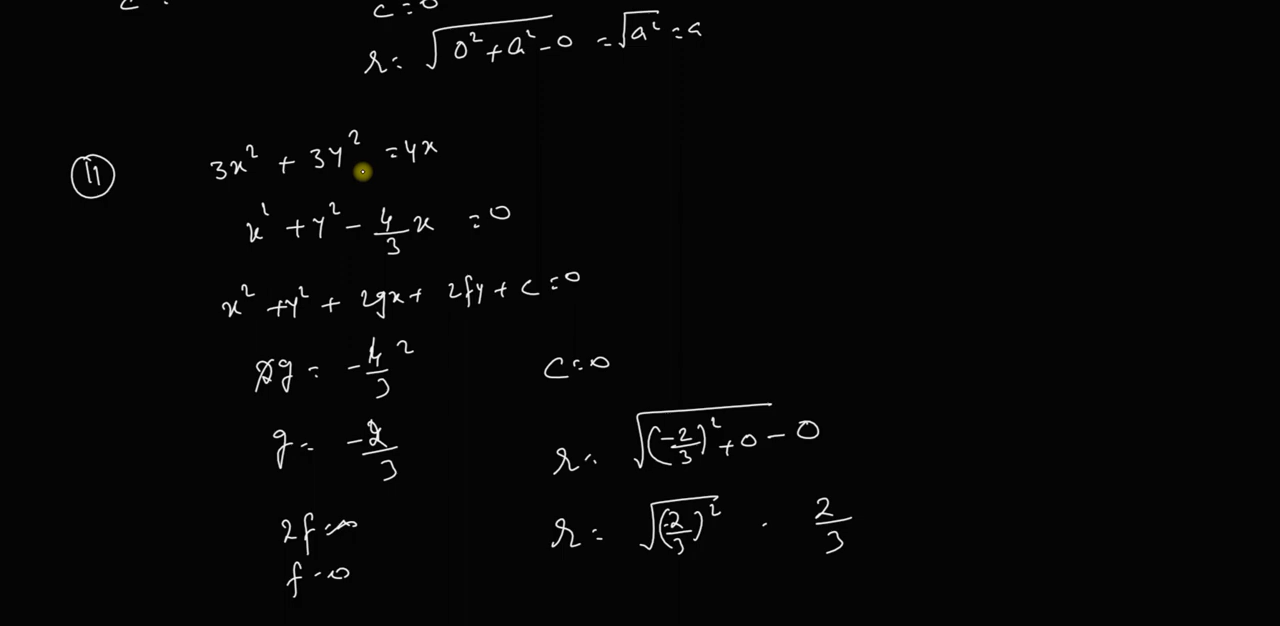 c = 0
r = √(0² + a² - 0) = √a² = a
(11) 3x² + 3y² = 4x
x² + y² - 4/3 x = 0
x² + y² + 2gx + 2fy + c = 0
2g = -4/3 2
c = 0
g = -2/3
r = √((-2/3)² + 0 - 0)
2f = 0
r = √((-2/3)²) · 2/3
f = 0